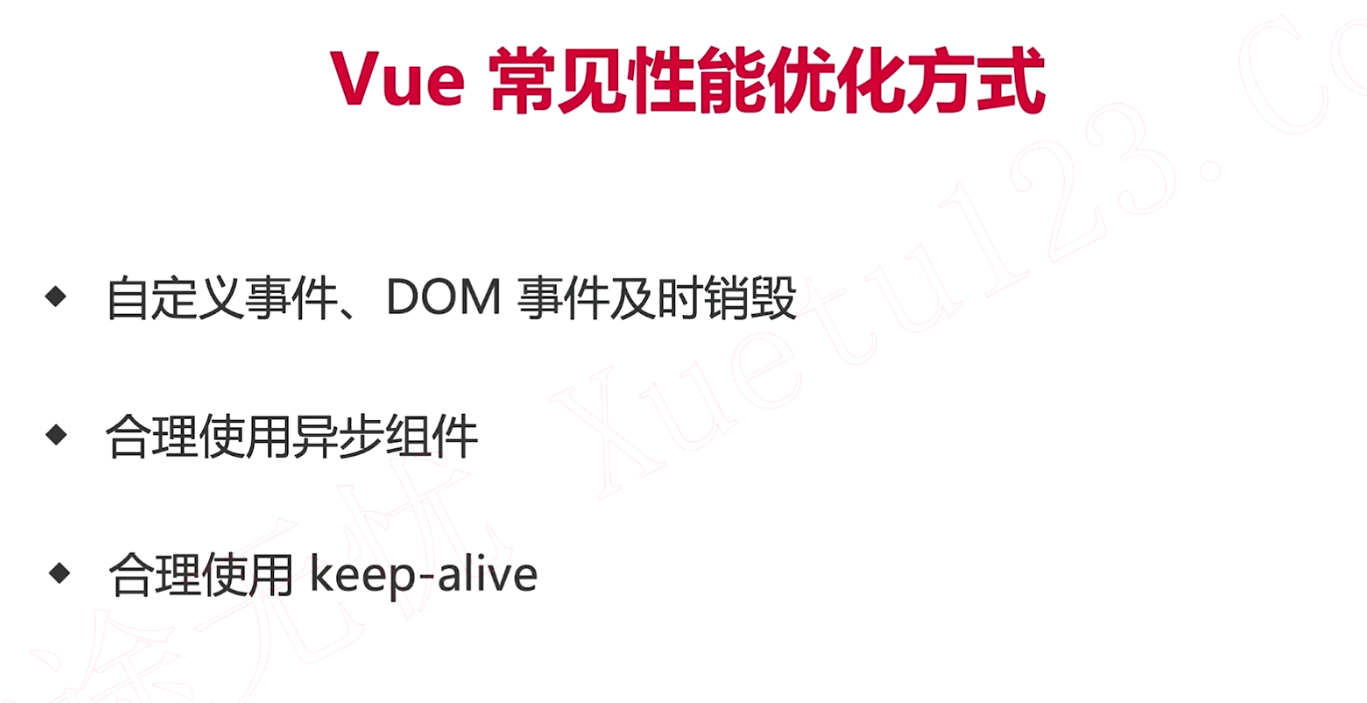 Vue 常见性能优化方式
自定义事件、DOM 事件及时销毁
合理使用异步组件
合理使用 keep-alive
途无忧 Xuetu123.Co